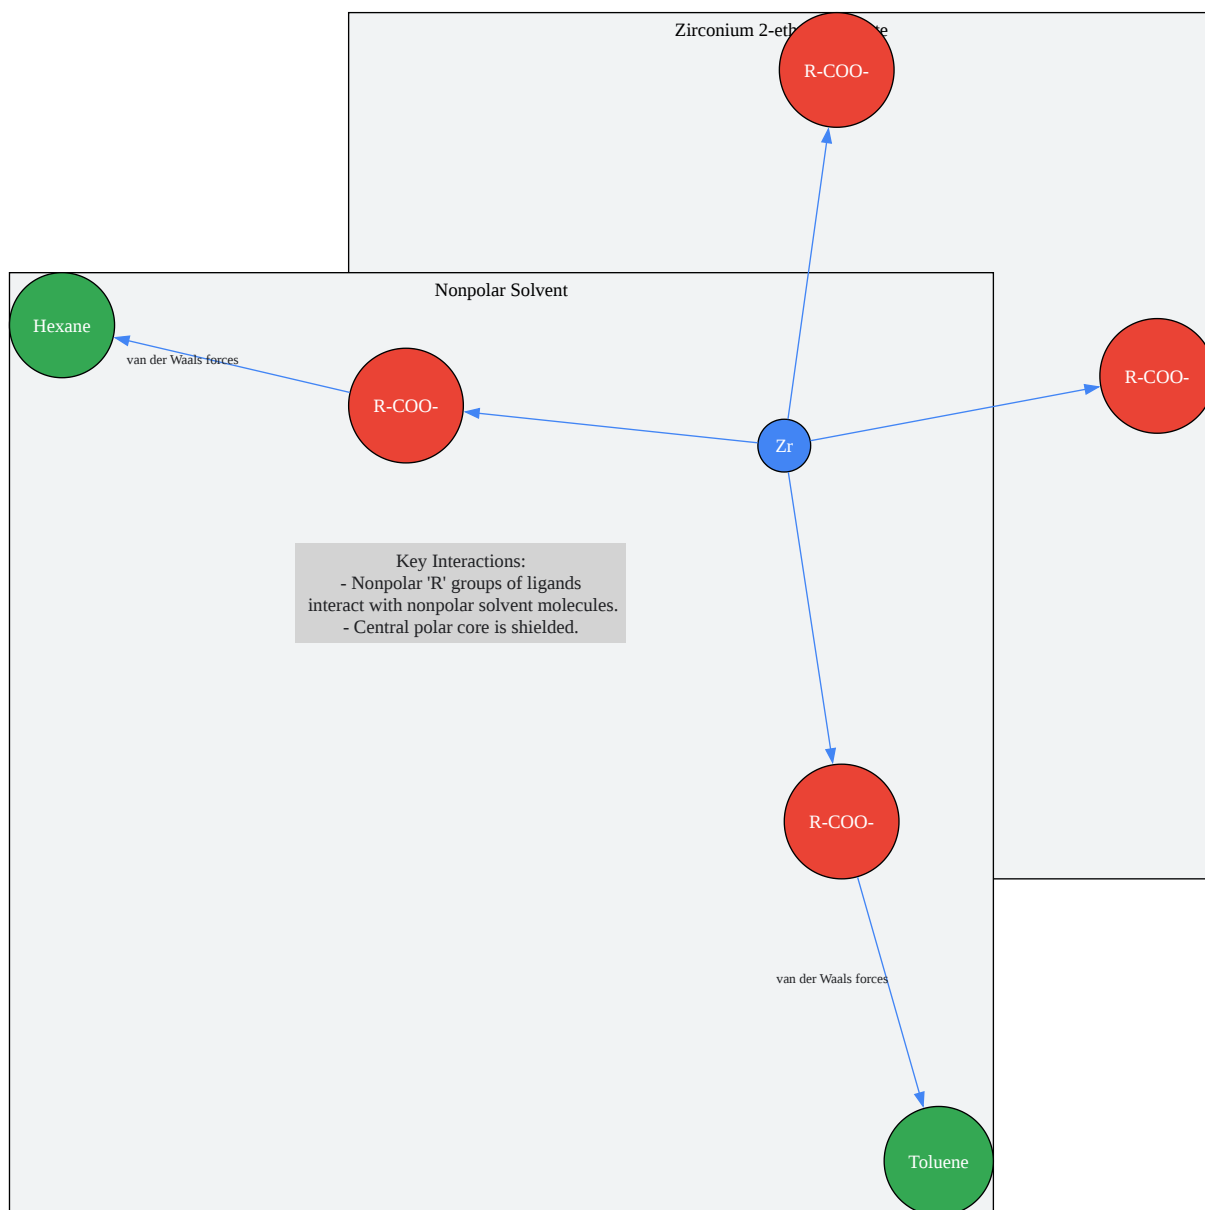 Zirconium 2-eth
R-COO-
Nonpolar Solvent
Hexane
van der Waals forces
R-COO-
R-COO-
Zr
Key Interactions:
- Nonpolar 'R' groups of ligands
interact with nonpolar solvent molecules.
- Central polar core is shielded.
R-COO-
van der Waals forces
Toluene